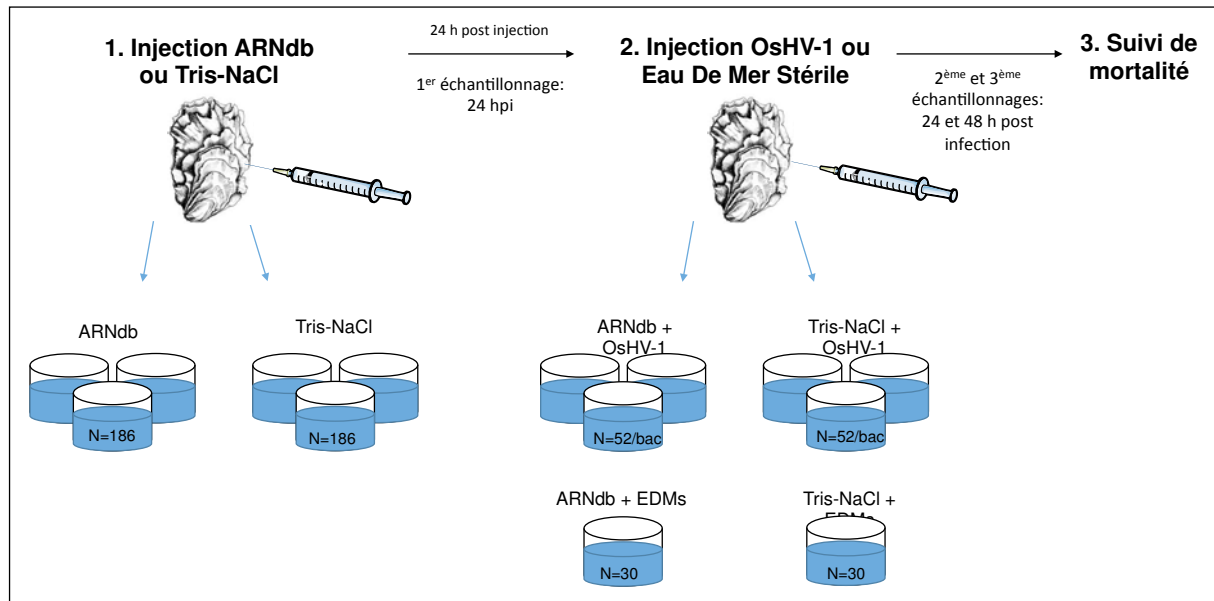 1. Injection ARNdb
ou Tris-NaCl
24 h post injection
1er échantillonnage:
24 hpi
2. Injection OsHV-1 ou
Eau De Mer Stérile
2ème et 3ème
échantillonnages:
24 et 48 h post
infection
3. Suivi de
mortalité
ARNdb
N=186
Tris-NaCl
N=186
ARNdb +
OsHV-1
N=52/bac
Tris-NaCl +
OsHV-1
N=52/bac
ARNdb + EDMs
N=30
Tris-NaCl +
EDMs
N=30